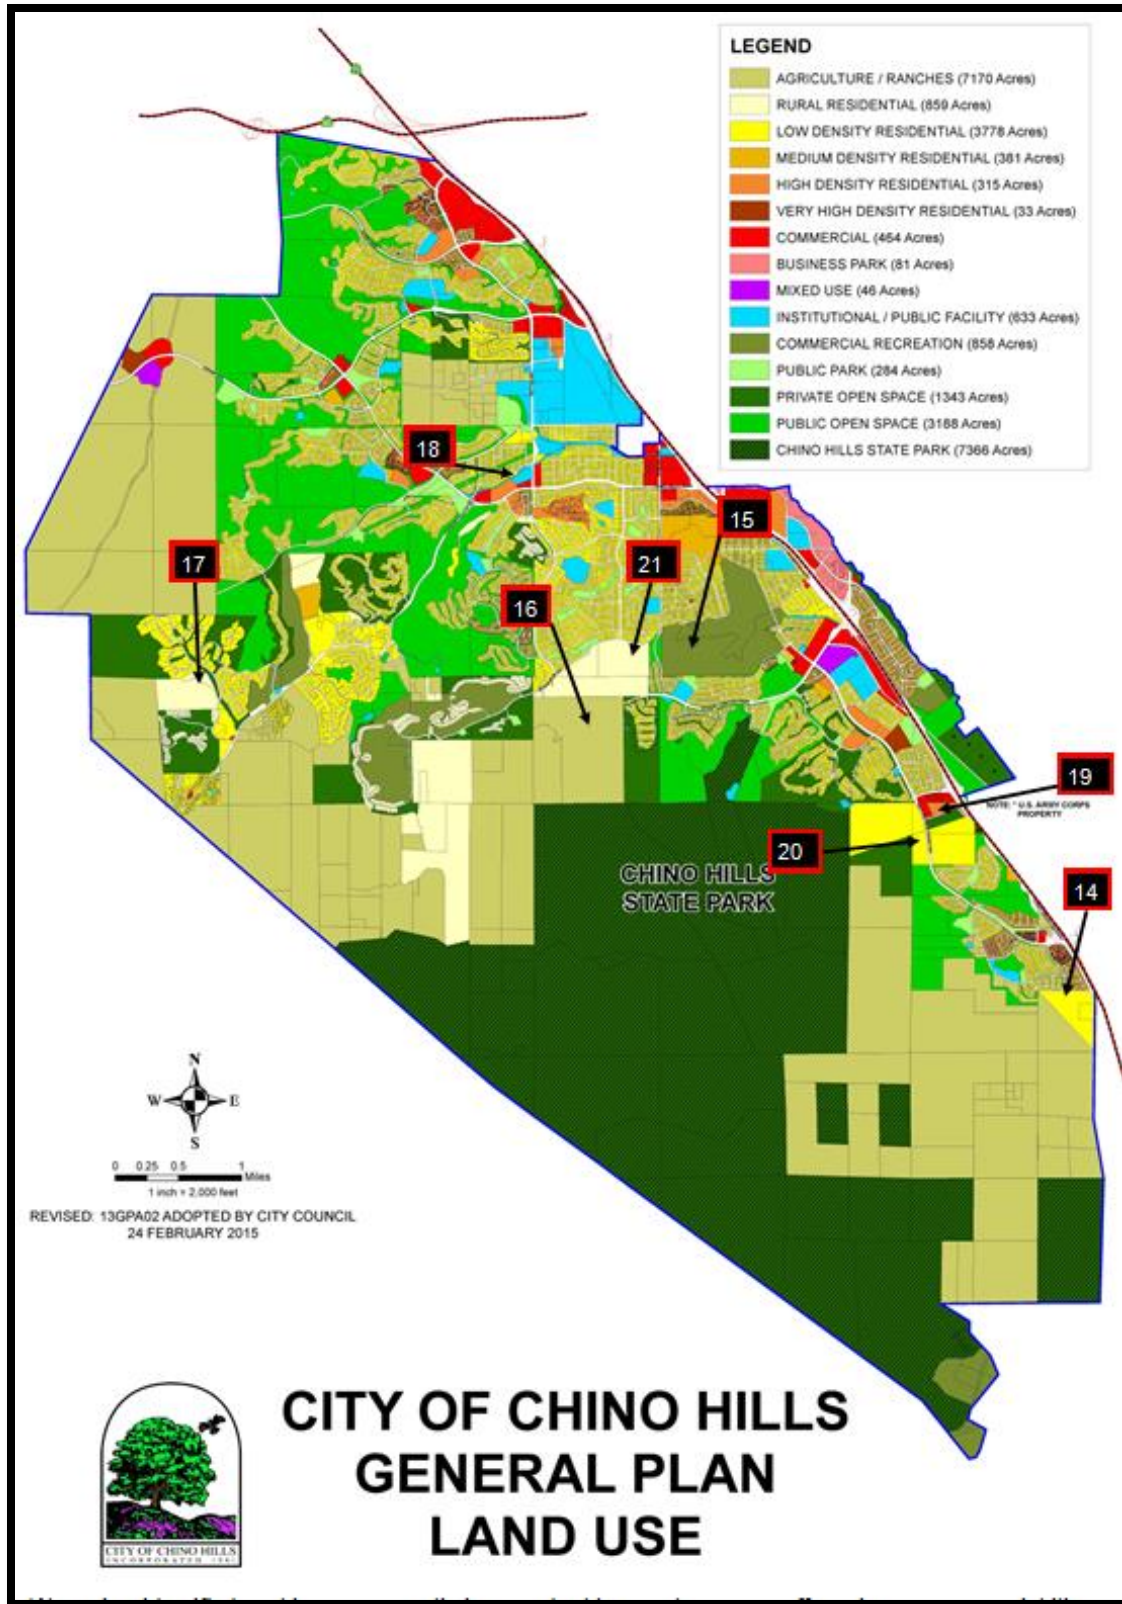 LEGEND
AGRICULTURE / RANCHES (7170 Acres)
RURAL RESIDENTIAL (859 Acres)
LOW DENSITY RESIDENTIAL (3778 Acres)
MEDIUM DENSITY RESIDENTIAL (381 Acres)
HIGH DENSITY RESIDENTIAL (315 Acres)
VERY HIGH DENSITY RESIDENTIAL (33 Acres)
COMMERCIAL (464 Acres)
BUSINESS PARK (81 Acres)
MIXED USE (46 Acres)
INSTITUTIONAL / PUBLIC FACILITY (633 Acres)
COMMERCIAL RECREATION (858 Acres)
PUBLIC PARK (284 Acres)
PRIVATE OPEN SPACE (1343 Acres)
PUBLIC OPEN SPACE (3188 Acres)
CHINO HILLS STATE PARK (7366 Acres)
18
15
17
21
16
19
NOTE: * U.S. ARMY CORPS
PROPERTY
20
CHINO HILLS
STATE PARK
14
N
W E
S
0 0.25 0.5 1
Miles
1 inch = 2,000 feet
REVISED: 13GPA02 ADOPTED BY CITY COUNCIL
24 FEBRUARY 2015
CITY OF CHINO HILLS
GENERAL PLAN
LAND USE
CITY OF CHINO HILLS
INCORPORATED 1991